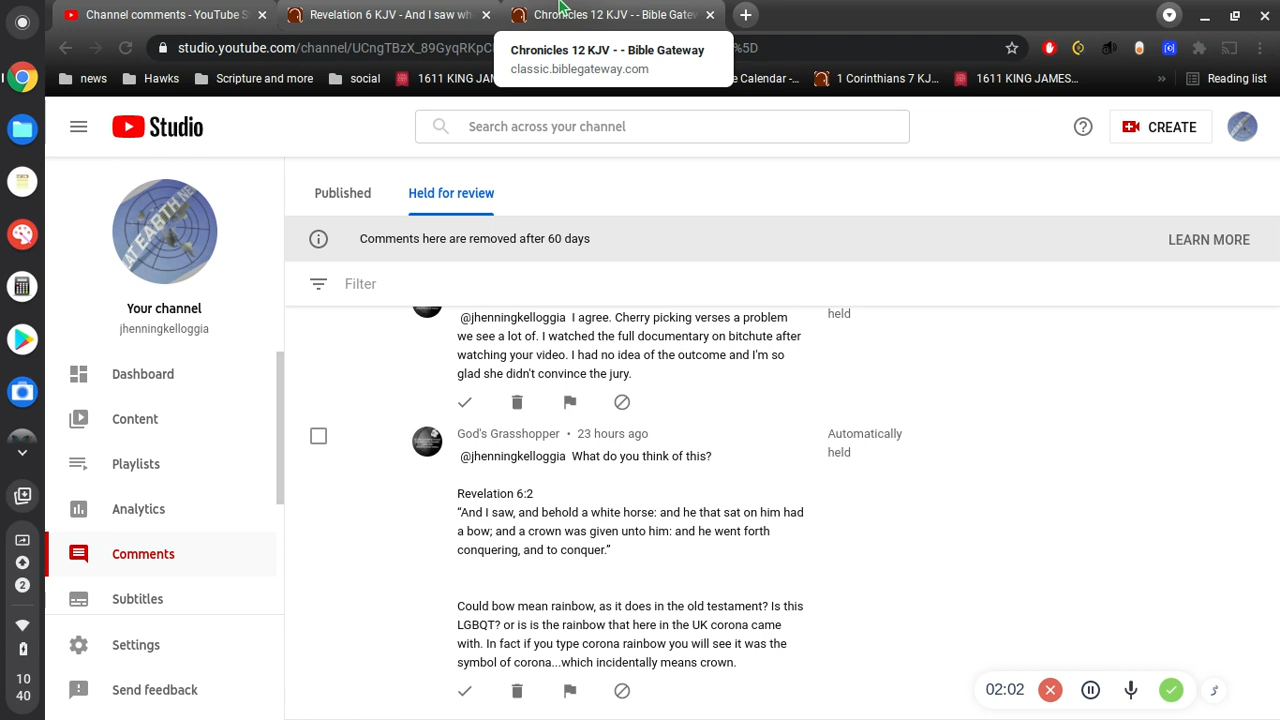 Channel comments - YouTube S
Revelation 6 KJV - And I saw wh
Chronicles 12 KJV - - Bible Gatew
studio.youtube.com/channel/UCngTBzX_89GyqRKpC
%5D
Chronicles 12 KJV - - Bible Gateway
classic.biblegateway.com
news
Hawks
Scripture and more
social
1611 KING JAM
e Calendar -...
1 Corinthians 7 KJ...
1611 KING JAMES...
»
Reading list
Studio
Search across your channel
CREATE
LAT EARTH.NE
Your channel
jhenningkelloggia
Dashboard
Content
Playlists
Analytics
Comments
Subtitles
Settings
Send feedback
Published
Held for review
Comments here are removed after 60 days
LEARN MORE
Filter
@jhenningkelloggia I agree. Cherry picking verses a problem
we see a lot of. I watched the full documentary on bitchute after
watching your video. I had no idea of the outcome and I'm so
glad she didn't convince the jury.
held
God's Grasshopper • 23 hours ago
Automatically
held
@jhenningkelloggia What do you think of this?
Revelation 6:2
“And I saw, and behold a white horse: and he that sat on him had
a bow; and a crown was given unto him: and he went forth
conquering, and to conquer.”
Could bow mean rainbow, as it does in the old testament? Is this
LGBQT? or is is the rainbow that here in the UK corona came
with. In fact if you type corona rainbow you will see it was the
symbol of corona...which incidentally means crown.
2
10
40
02:02